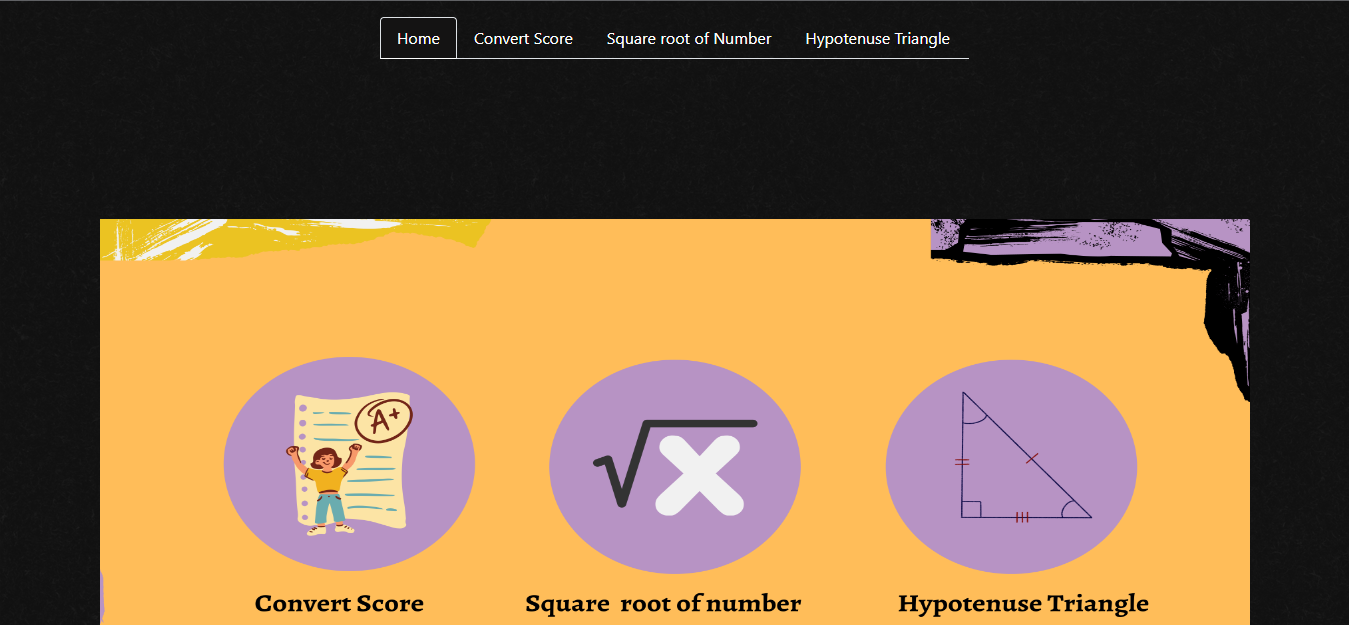 Home Convert Score Square root of Number Hypotenuse Triangle
A+
Convert Score Square root of number Hypotenuse Triangle